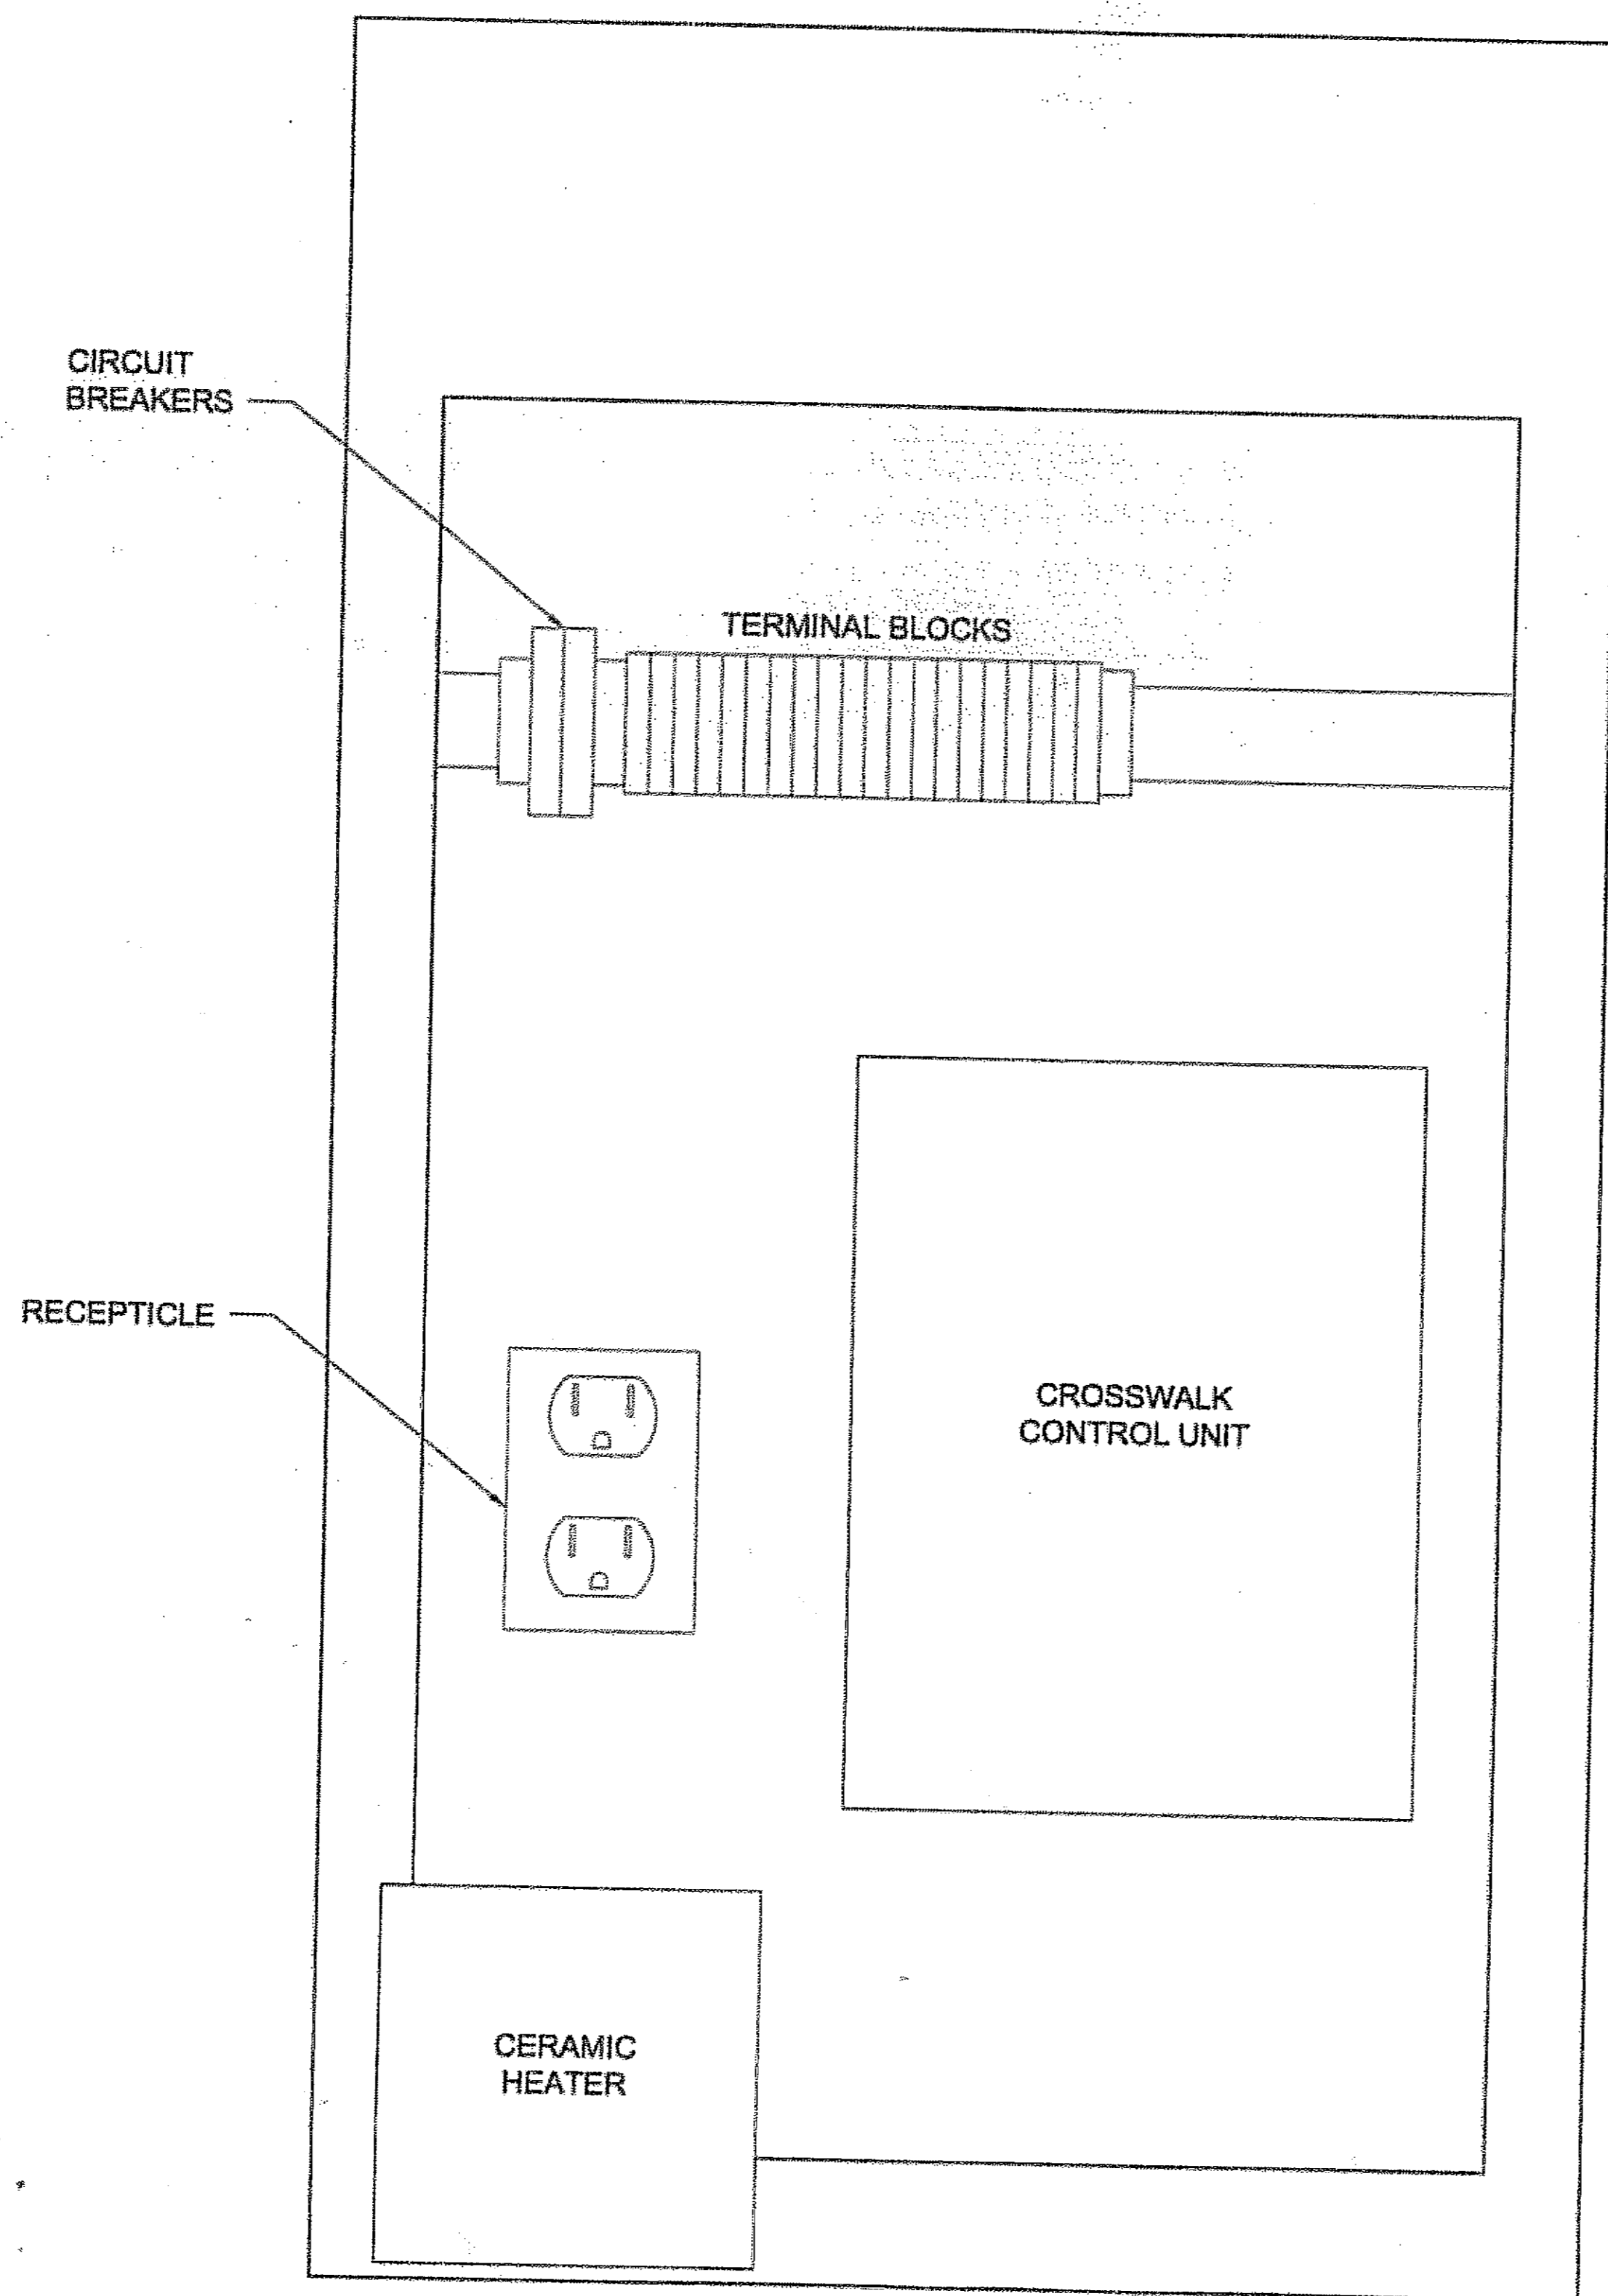 CIRCUIT
BREAKERS
TERMINAL BLOCKS
RECEPTICLE
CROSSWALK
CONTROL UNIT
CERAMIC
HEATER